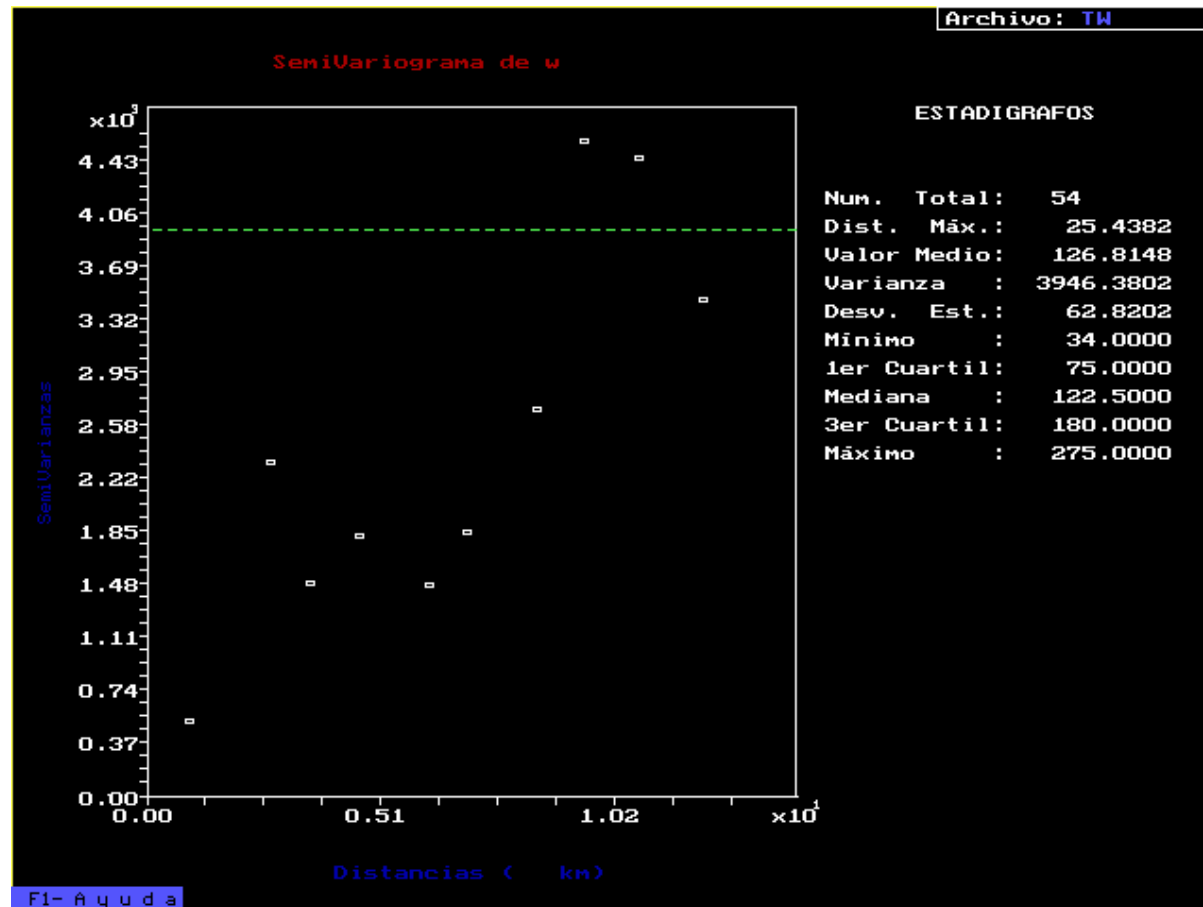 Archivo: TW
SemiVariograma de w
x10³
4.43
4.06
3.69
3.32
2.95
2.58
2.22
1.85
1.48
1.11
0.74
0.37
0.00
SemiVarianzas
0.00 0.51 1.02 x10¹
Distancias ( km)
ESTADIGRAFOS
Num. Total: 54
Dist. Máx.: 25.4382
Valor Medio: 126.8148
Varianza : 3946.3802
Desv. Est.: 62.8202
Mínimo : 34.0000
1er Cuartil: 75.0000
Mediana : 122.5000
3er Cuartil: 180.0000
Máximo : 275.0000
F1- A y u d a